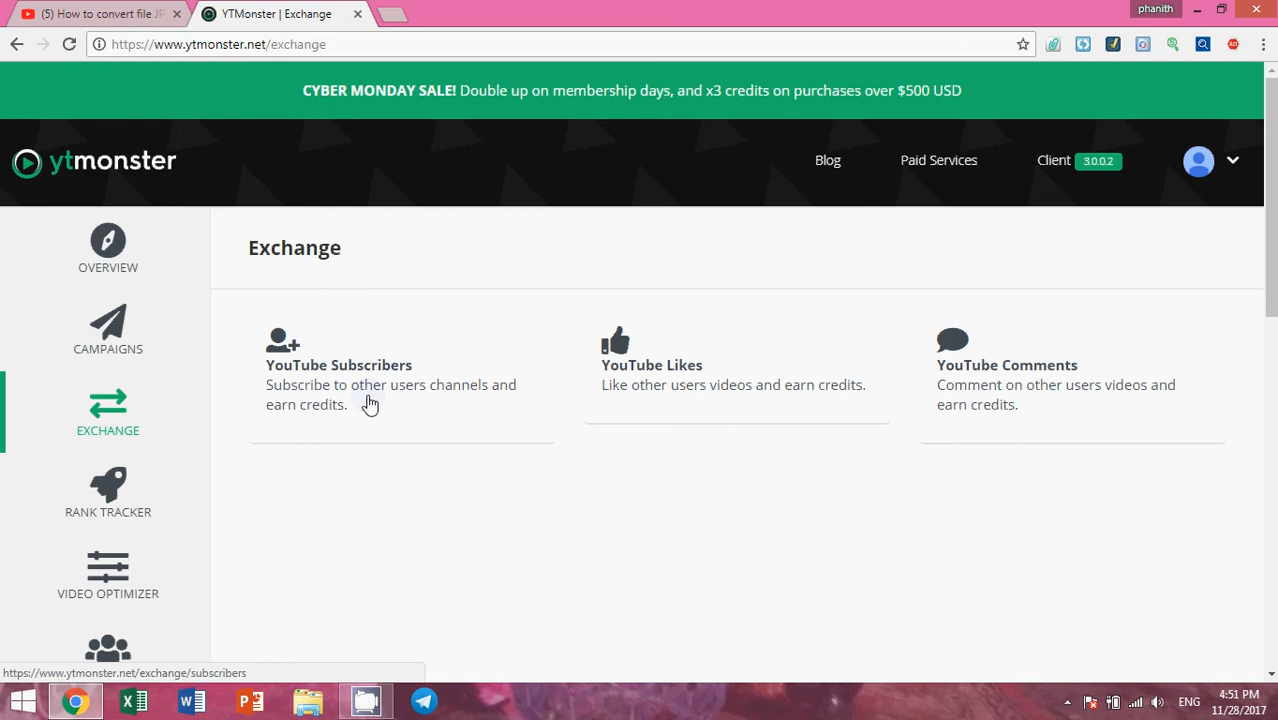 (5) How to convert file JP
YTMonster | Exchange
phanith
https://www.ytmonster.net/exchange
CYBER MONDAY SALE! Double up on membership days, and x3 credits on purchases over $500 USD
ytmonster
Blog
Paid Services
Client 3.0.0.2
OVERVIEW
CAMPAIGNS
EXCHANGE
RANK TRACKER
VIDEO OPTIMIZER
Exchange
YouTube Subscribers
Subscribe to other users channels and
earn credits.
YouTube Likes
Like other users videos and earn credits.
YouTube Comments
Comment on other users videos and
earn credits.
https://www.ytmonster.net/exchange/subscribers
ENG
4:51 PM
11/28/2017